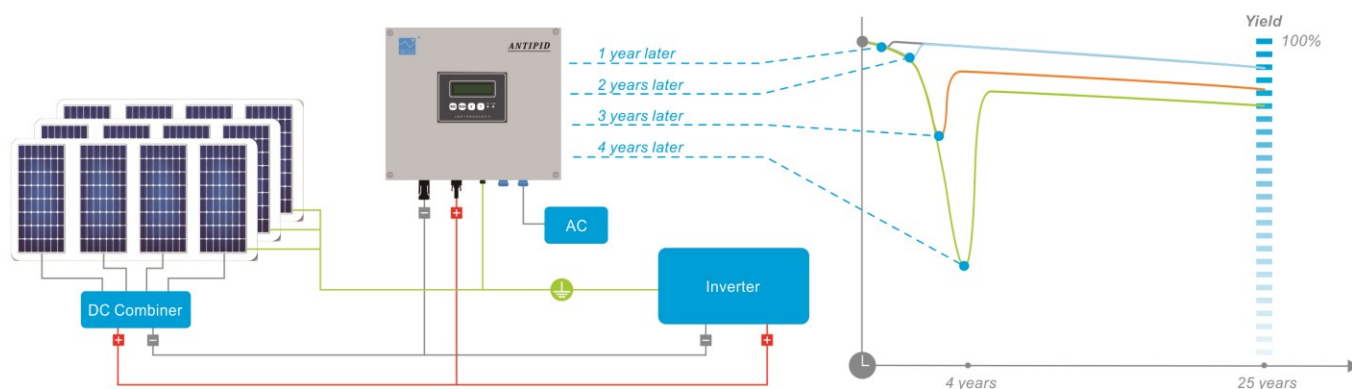 ANTIPID
1 year later
2 years later
3 years later
4 years later
AC
DC Combiner
Inverter
Yield
100%
4 years
25 years